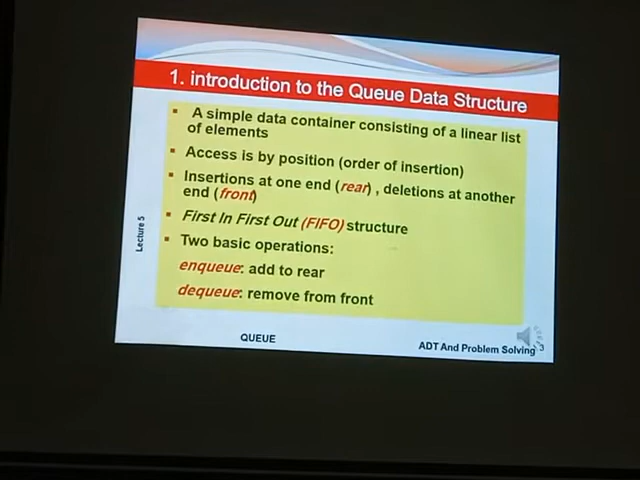 1. introduction to the Queue Data Structure
▪ A simple data container consisting of a linear list
of elements
▪ Access is by position (order of insertion)
▪ Insertions at one end (rear) , deletions at another
end (front)
▪ First In First Out (FIFO) structure
▪ Two basic operations:
enqueue: add to rear
dequeue: remove from front
Lecture 5
QUEUE
ADT And Problem Solving 3